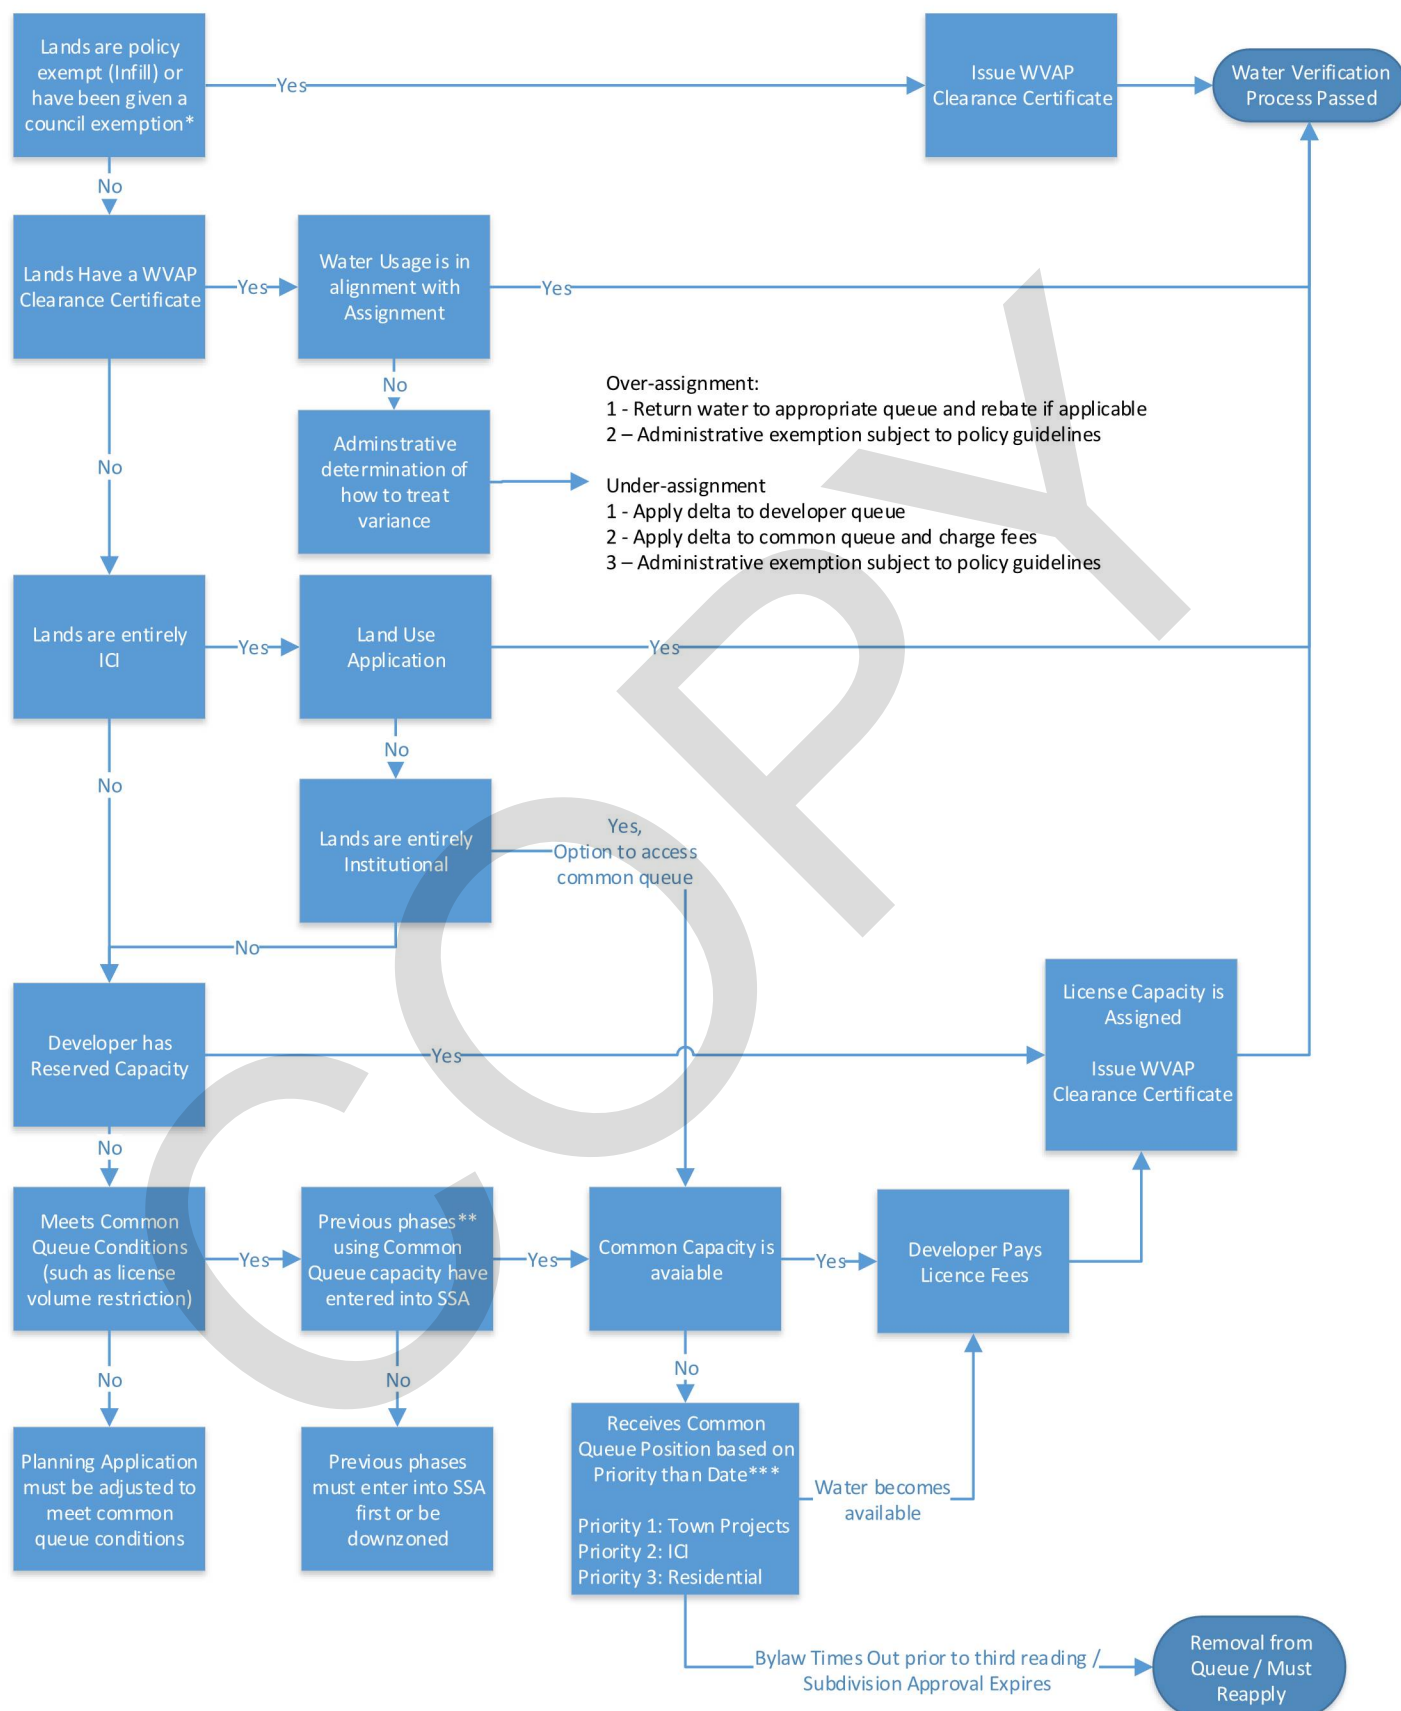 Lands are policy
exempt (Infill) or
have been given a
council exemption*
Yes
Issue WVAP
Clearance Certificate
Water Verification
Process Passed
No
Lands Have a WVAP
Clearance Certificate
Yes
Water Usage is in
alignment with
Assignment
Yes
No
No
Adminstrative
determination of
how to treat
variance
Over-assignment:
1 - Return water to appropriate queue and rebate if applicable
2 – Administrative exemption subject to policy guidelines
Under-assignment
1 - Apply delta to developer queue
2 - Apply delta to common queue and charge fees
3 – Administrative exemption subject to policy guidelines
Lands are entirely
ICI
Yes
Land Use
Application
Yes
No
No
Lands are entirely
Institutional
Yes,
Option to access
common queue
No
Developer has
Reserved Capacity
Yes
License Capacity is
Assigned
Issue WVAP
Clearance Certificate
No
Meets Common
Queue Conditions
(such as license
volume restriction)
Yes
Previous phases**
using Common
Queue capacity have
entered into SSA
Yes
Common Capacity is
avaiable
Yes
Developer Pays
Licence Fees
No
No
No
Planning Application
must be adjusted to
meet common
queue conditions
Previous phases
must enter into SSA
first or be
downzoned
Receives Common
Queue Position based on
Priority than Date***
Priority 1: Town Projects
Priority 2: ICI
Priority 3: Residential
Water becomes
available
Bylaw Times Out prior to third reading /
Subdivision Approval Expires
Removal from
Queue / Must
Reapply
COPY